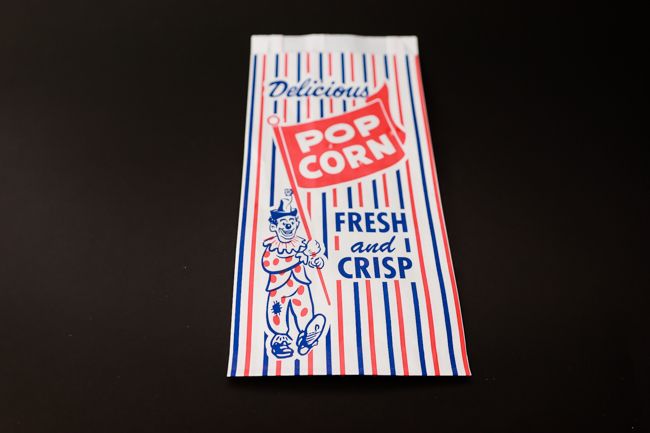 Delicious
POP
CORN
FRESH
and
CRISP